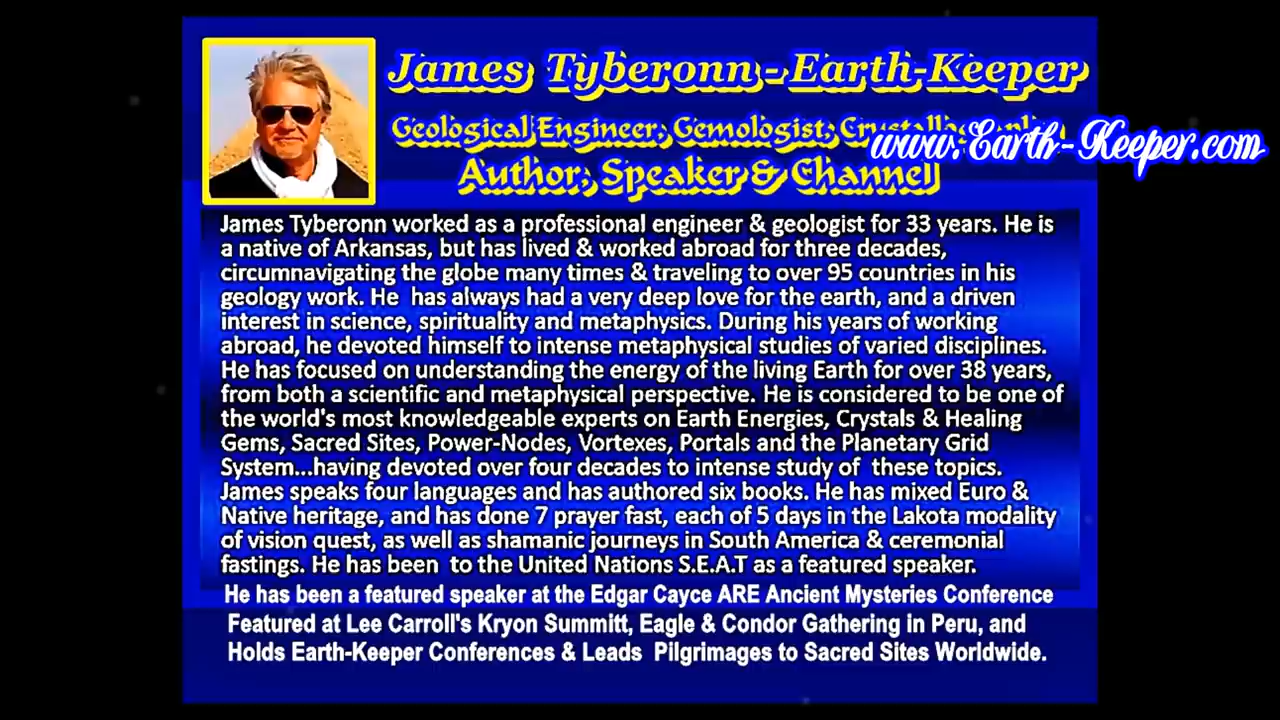 James Tyberonn - Earth-Keeper
Geological Engineer, Gemologist,
www.Earth-Keeper.com
Author, Speaker & Channel
James Tyberonn worked as a professional engineer & geologist for 33 years. He is
a native of Arkansas, but has lived & worked abroad for three decades,
circumnavigating the globe many times & traveling to over 95 countries in his
geology work. He has always had a very deep love for the earth, and a driven
interest in science, spirituality and metaphysics. During his years of working
abroad, he devoted himself to intense metaphysical studies of varied disciplines.
He has focused on understanding the energy of the living Earth for over 38 years,
from both a scientific and metaphysical perspective. He is considered to be one of
the world's most knowledgeable experts on Earth Energies, Crystals & Healing
Gems, Sacred Sites, Power-Nodes, Vortexes, Portals and the Planetary Grid
System...having devoted over four decades to intense study of these topics.
James speaks four languages and has authored six books. He has mixed Euro &
Native heritage, and has done 7 prayer fast, each of 5 days in the Lakota modality
of vision quest, as well as shamanic journeys in South America & ceremonial
fastings. He has been to the United Nations S.E.A.T as a featured speaker.
He has been a featured speaker at the Edgar Cayce ARE Ancient Mysteries Conference
Featured at Lee Carroll's Kryon Summitt, Eagle & Condor Gathering in Peru, and
Holds Earth-Keeper Conferences & Leads Pilgrimages to Sacred Sites Worldwide.